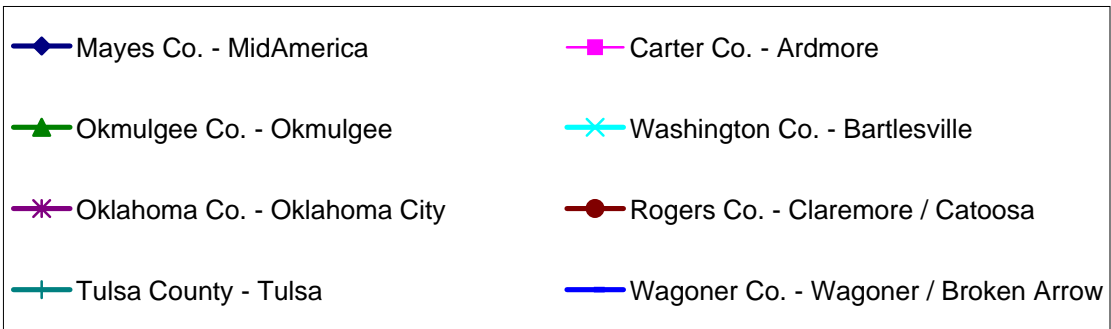 Mayes Co. - MidAmerica
Carter Co. - Ardmore
Okmulgee Co. - Okmulgee
Washington Co. - Bartlesville
Oklahoma Co. - Oklahoma City
Rogers Co. - Claremore / Catoosa
Tulsa County - Tulsa
Wagoner Co. - Wagoner / Broken Arrow